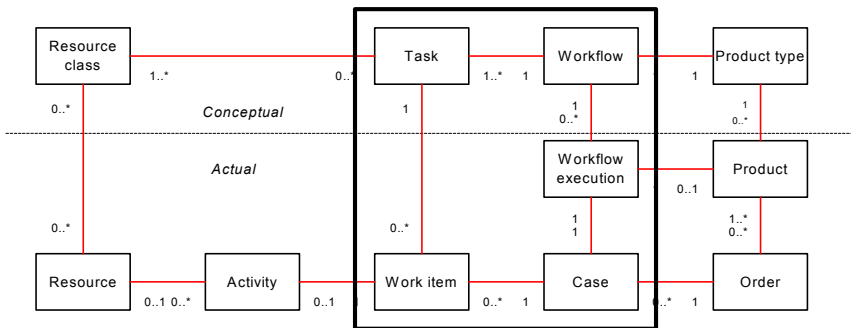 Resource class
Task
Workflow
Product type
1..*
0..
1..*
1
1
0..*
Conceptual
1
1
0..*
1
0..*
Actual
Workflow execution
Product
0..1
0..*
0..*
1
1
1..*
0..*
Resource
Activity
Work item
Case
Order
0..1 0..*
0..1
0..*
1
0..*
1